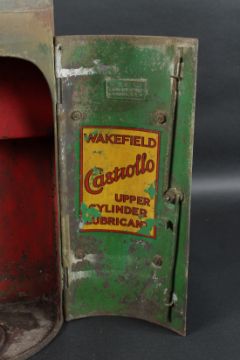 WAKEFIELD
Castrollo
UPPER
CYLINDER
LUBRICANT